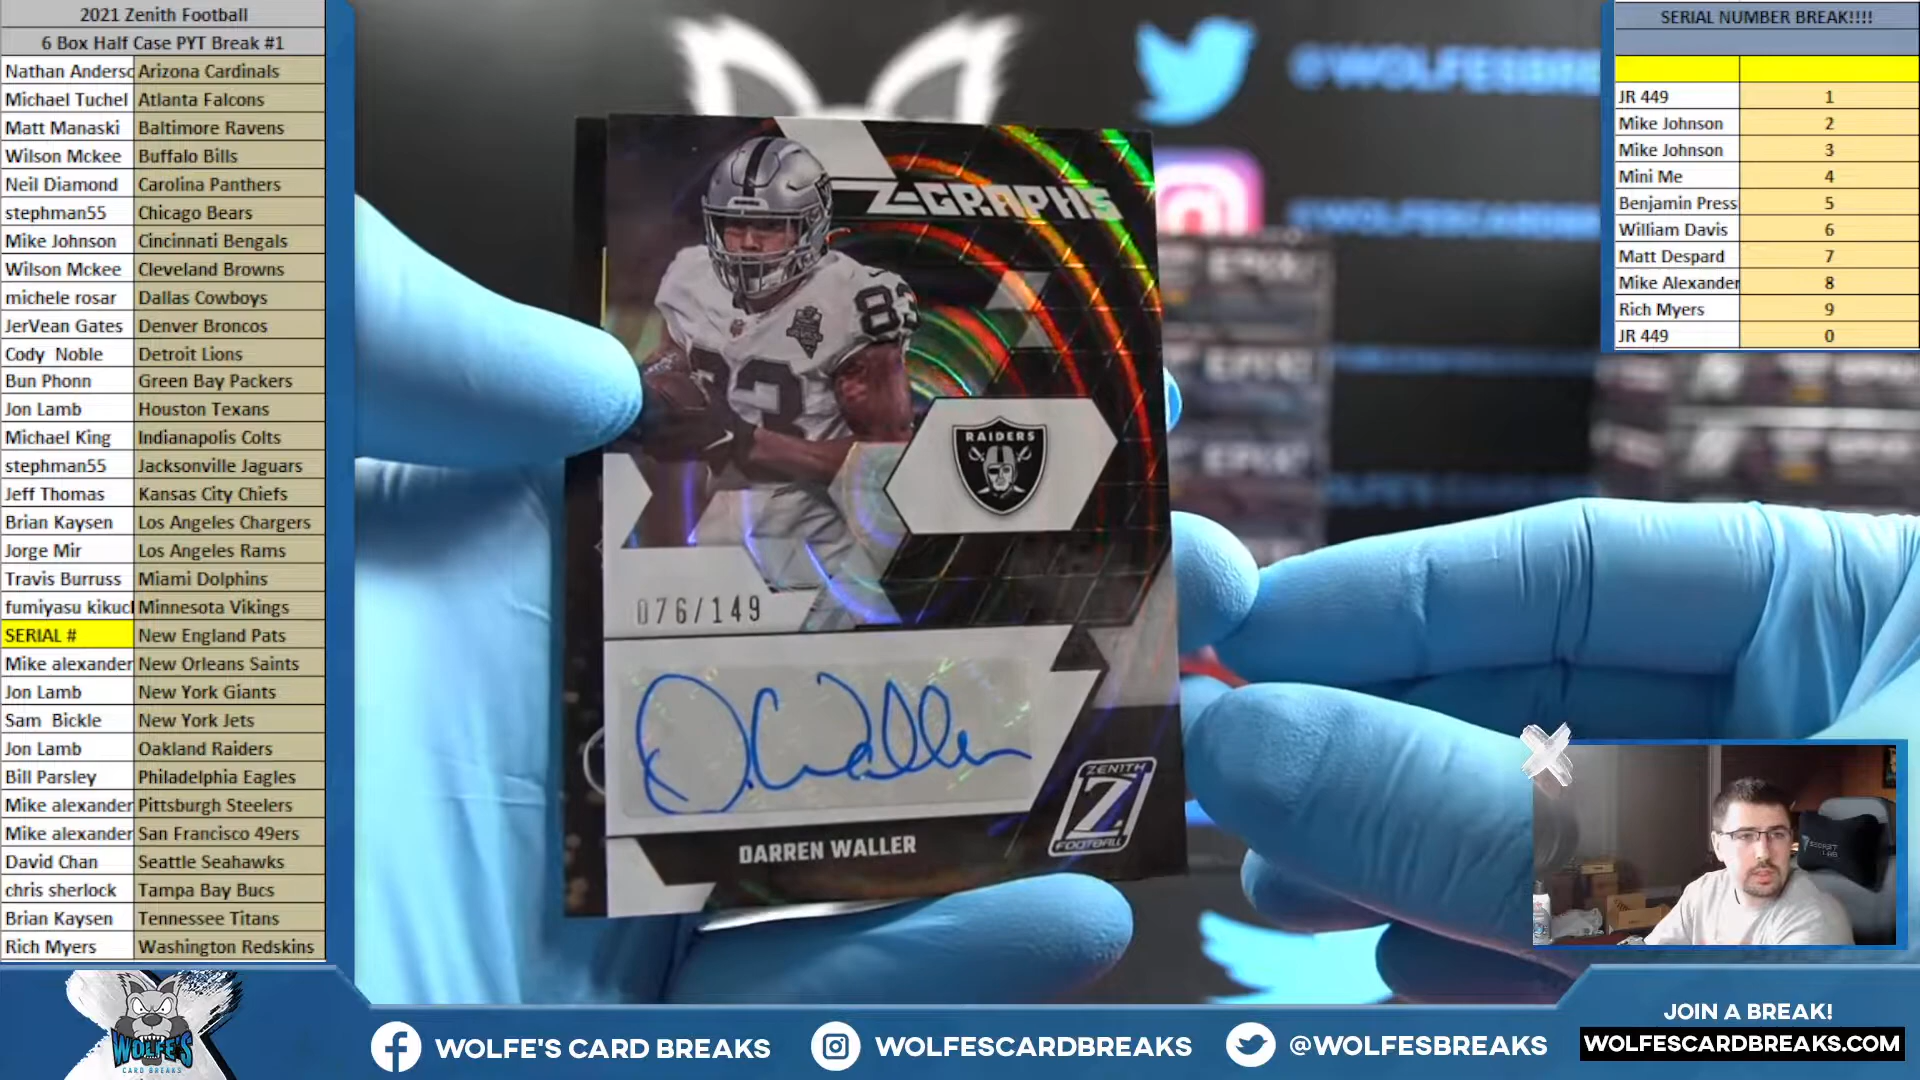 2021 Zenith Football
6 Box Half Case PYT Break #1
Nathan Anderso Arizona Cardinals
Michael Tuchel Atlanta Falcons
Matt Manaski Baltimore Ravens
Wilson Mckee Buffalo Bills
Neil Diamond Carolina Panthers
stephman55 Chicago Bears
Mike Johnson Cincinnati Bengals
Wilson Mckee Cleveland Browns
michele rosar Dallas Cowboys
JerVean Gates Denver Broncos
Cody Noble Detroit Lions
Bun Phonn Green Bay Packers
Jon Lamb Houston Texans
Michael King Indianapolis Colts
stephman55 Jacksonville Jaguars
Jeff Thomas Kansas City Chiefs
Brian Kaysen Los Angeles Chargers
Jorge Mir Los Angeles Rams
Travis Burruss Miami Dolphins
fumiyasu kikucl Minnesota Vikings
SERIAL # New England Pats
Mike alexander New Orleans Saints
Jon Lamb New York Giants
Sam Bickle New York Jets
Jon Lamb Oakland Raiders
Bill Parsley Philadelphia Eagles
Mike alexander Pittsburgh Steelers
Mike alexander San Francisco 49ers
David Chan Seattle Seahawks
chris sherlock Tampa Bay Bucs
Brian Kaysen Tennessee Titans
Rich Myers Washington Redskins
@WOLFESBRE
@WOLFESCARDBREA
Z-GRAPHS
83
83
RAIDERS
076/149
D. Waller
DARREN WALLER
ZENITH
Z
FOOTBALL
SERIAL NUMBER BREAK!!!!
JR 449 1
Mike Johnson 2
Mike Johnson 3
Mini Me 4
Benjamin Press 5
William Davis 6
Matt Despard 7
Mike Alexander 8
Rich Myers 9
JR 449 0
SECRETLAB
WOLFE'S
CARD BREAKS
WOLFE'S CARD BREAKS
WOLFESCARDBREAKS
@WOLFESBREAKS
JOIN A BREAK!
WOLFESCARDBREAKS.COM